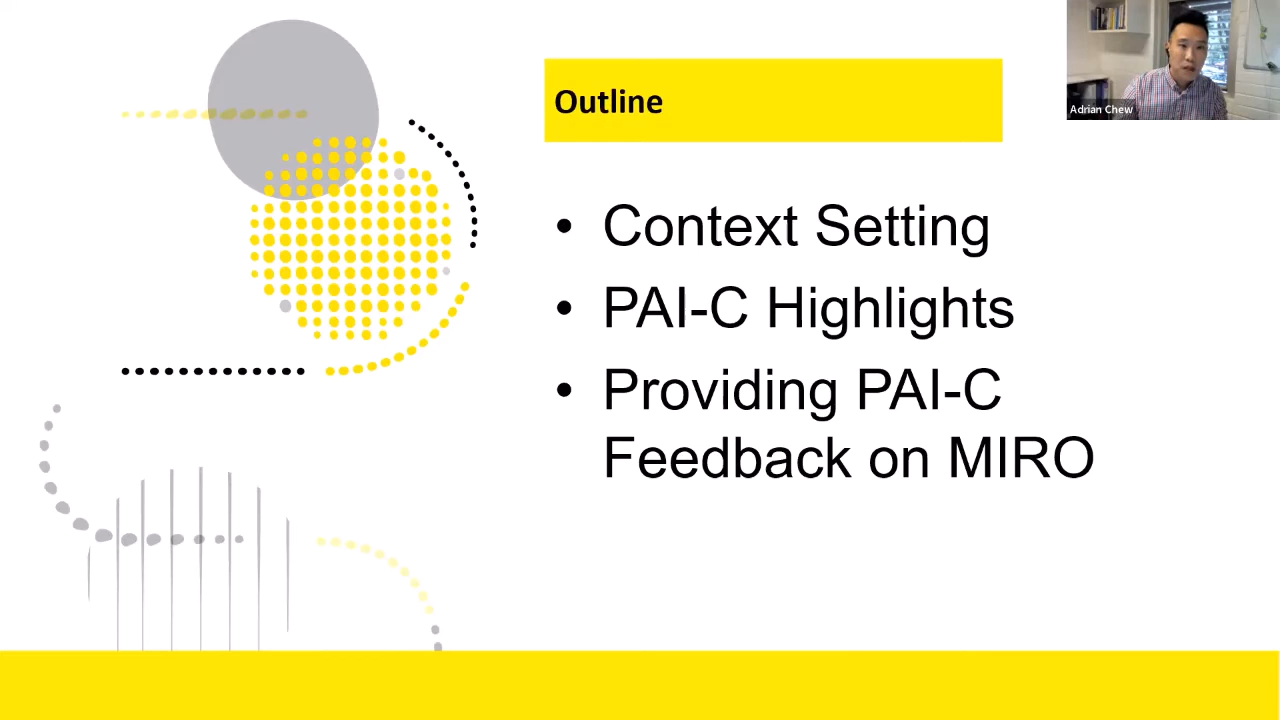 Outline
Adrian Chew
• Context Setting
• PAI-C Highlights
• Providing PAI-C
Feedback on MIRO